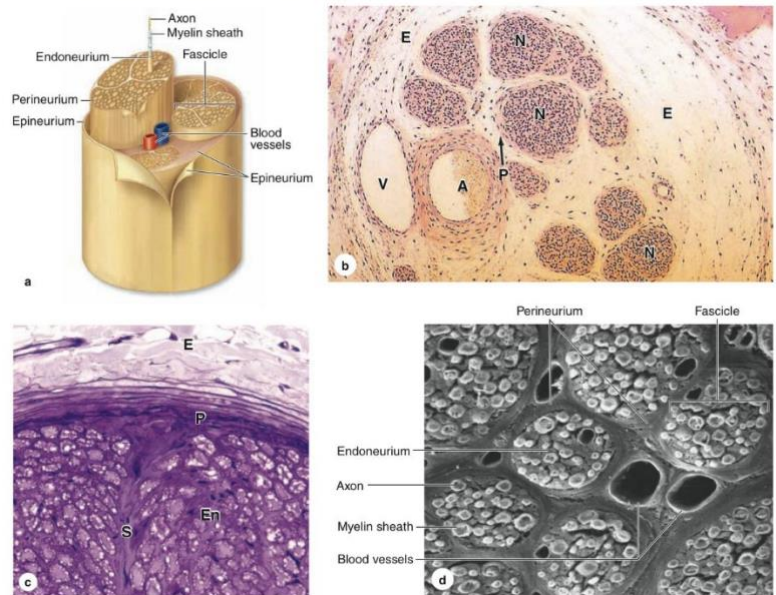 Axon
Myelin sheath
Endoneurium
Fascicle
Perineurium
Epineurium
Blood
vessels
Epineurium
a
E
N
N
E
P
V
A
N
b
E
P
S
En
c
Perineurium
Fascicle
Endoneurium
Axon
Myelin sheath
Blood vessels
d